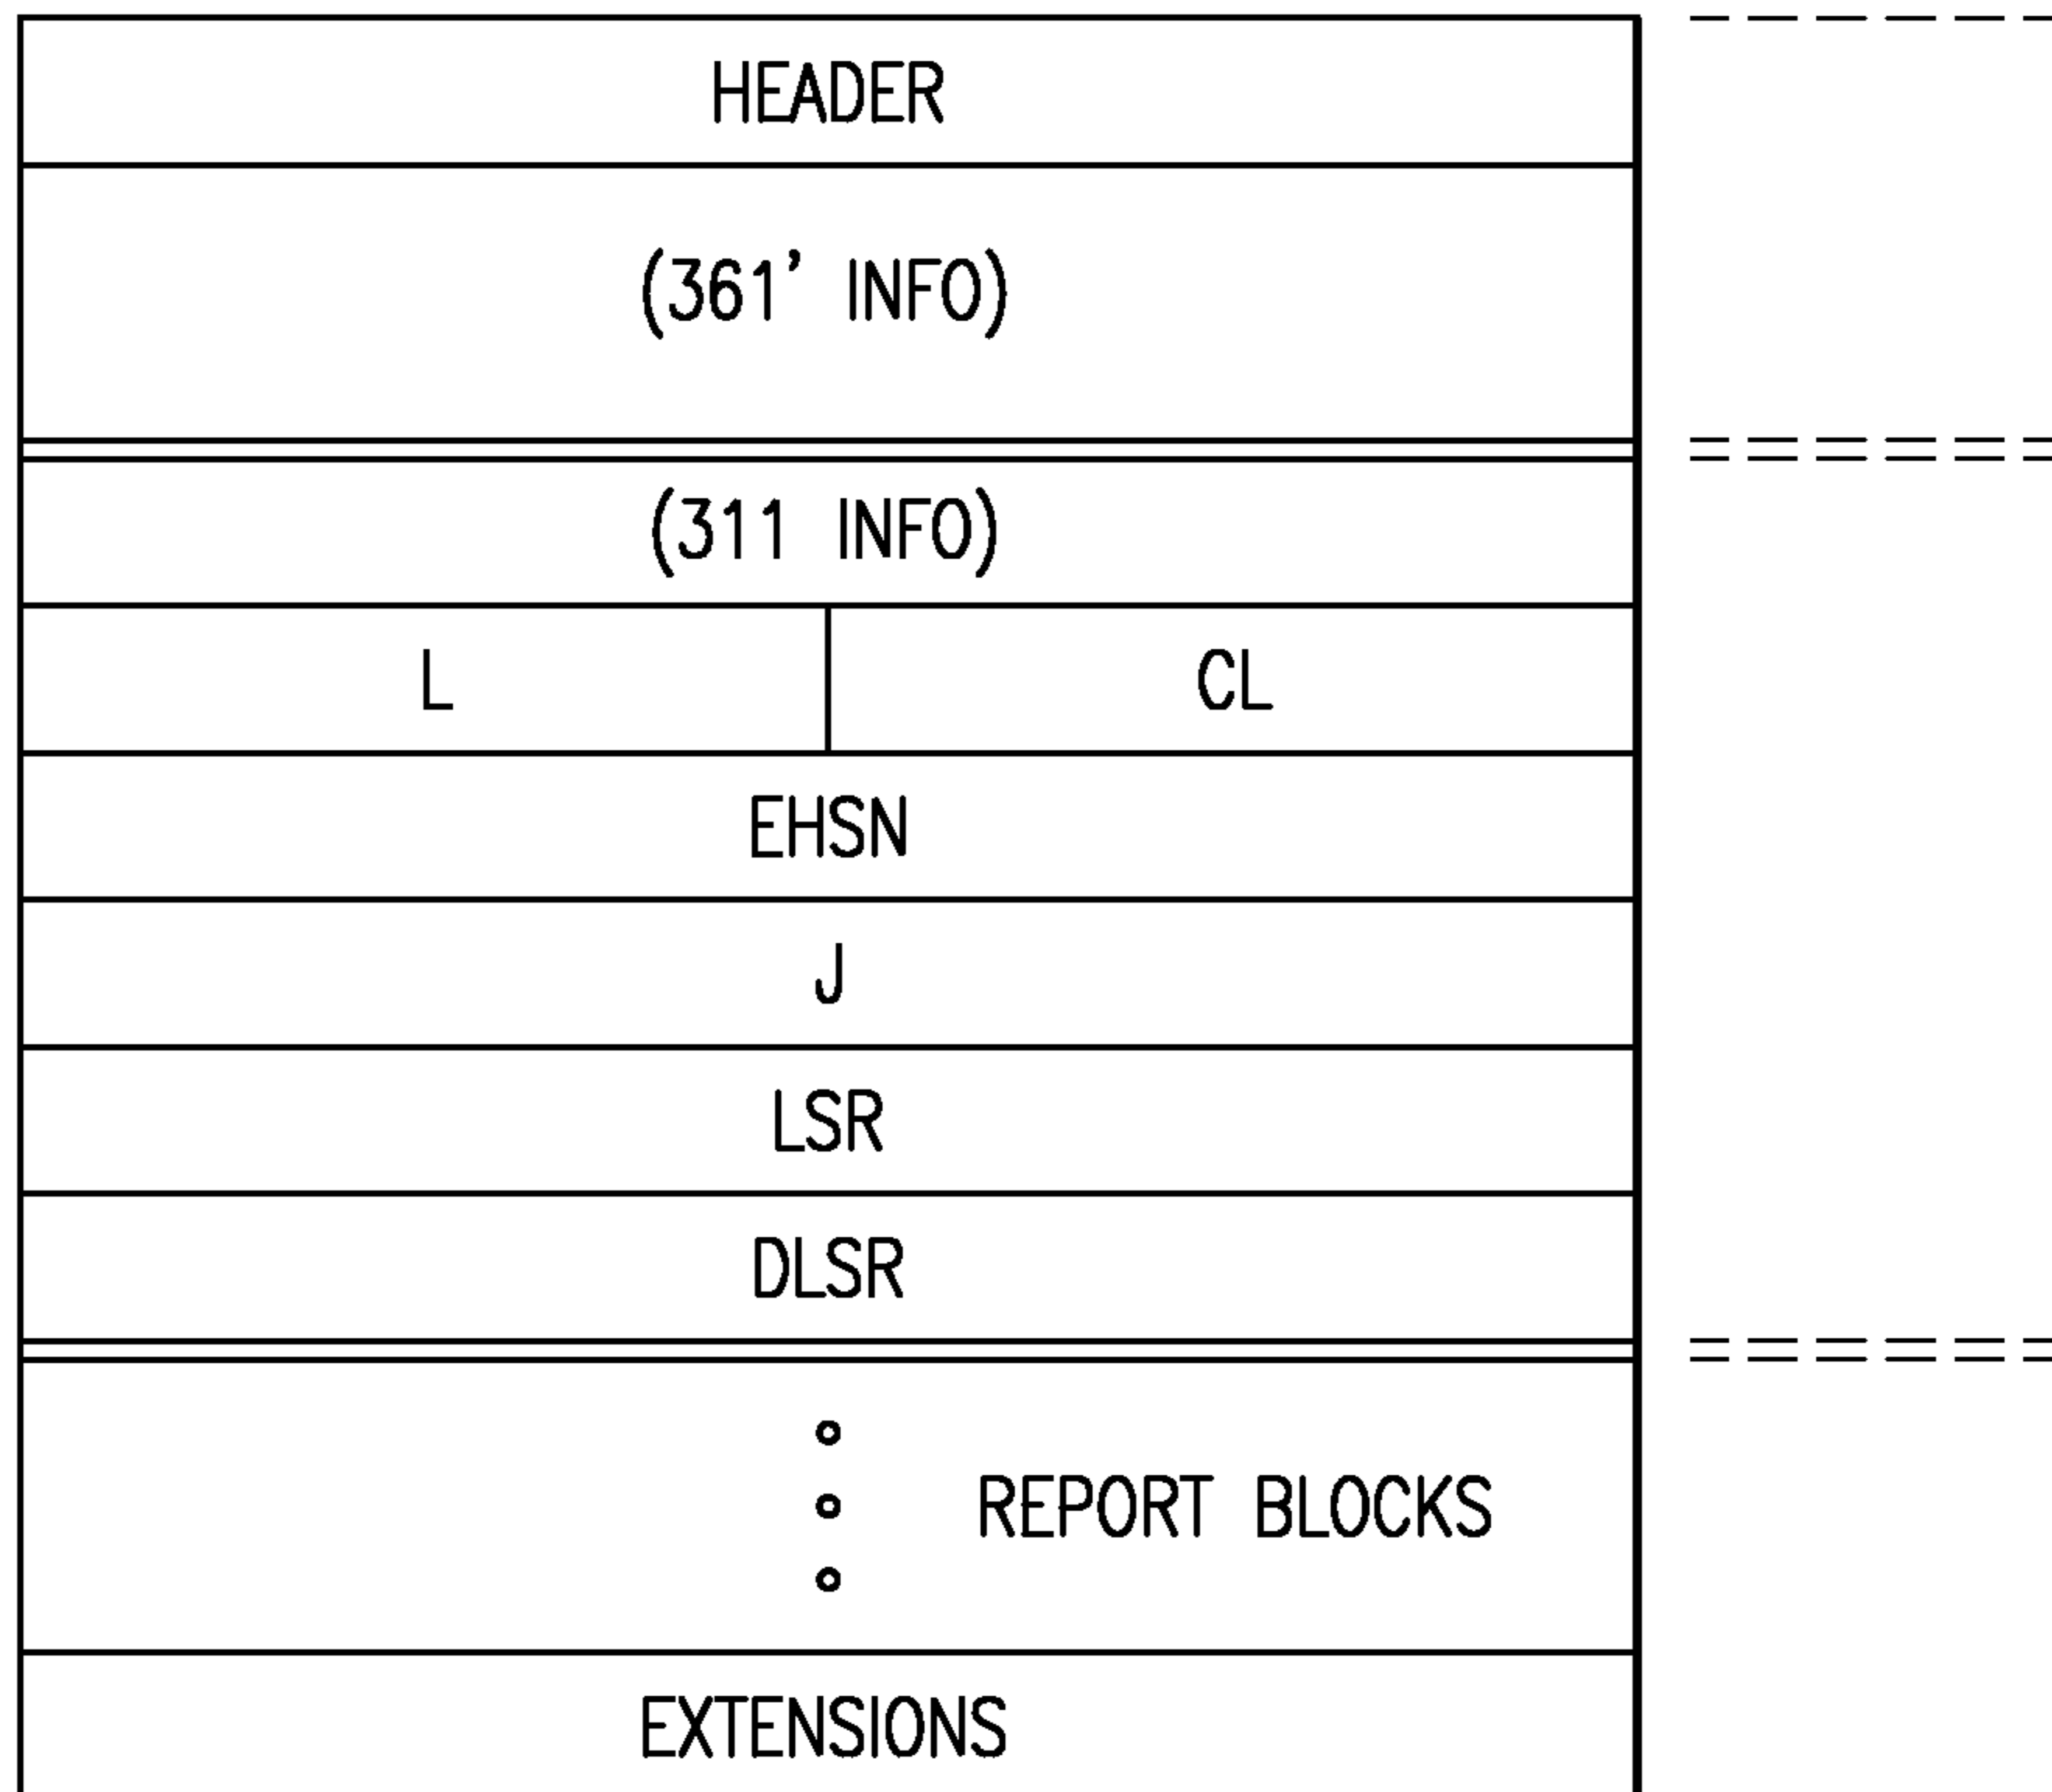 HEADER
(361' INFO)
(311 INFO)
L CL
EHSN
J
LSR
DLSR
REPORT BLOCKS
EXTENSIONS